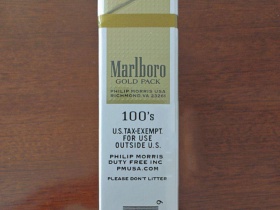 Marlboro
GOLD PACK
PHILIP MORRIS USA
RICHMOND VA 23261
100's
U.S. TAX-EXEMPT.
FOR USE
OUTSIDE U.S.
PHILIP MORRIS
DUTY FREE INC
PMUSA.COM
PLEASE DON'T LITTER